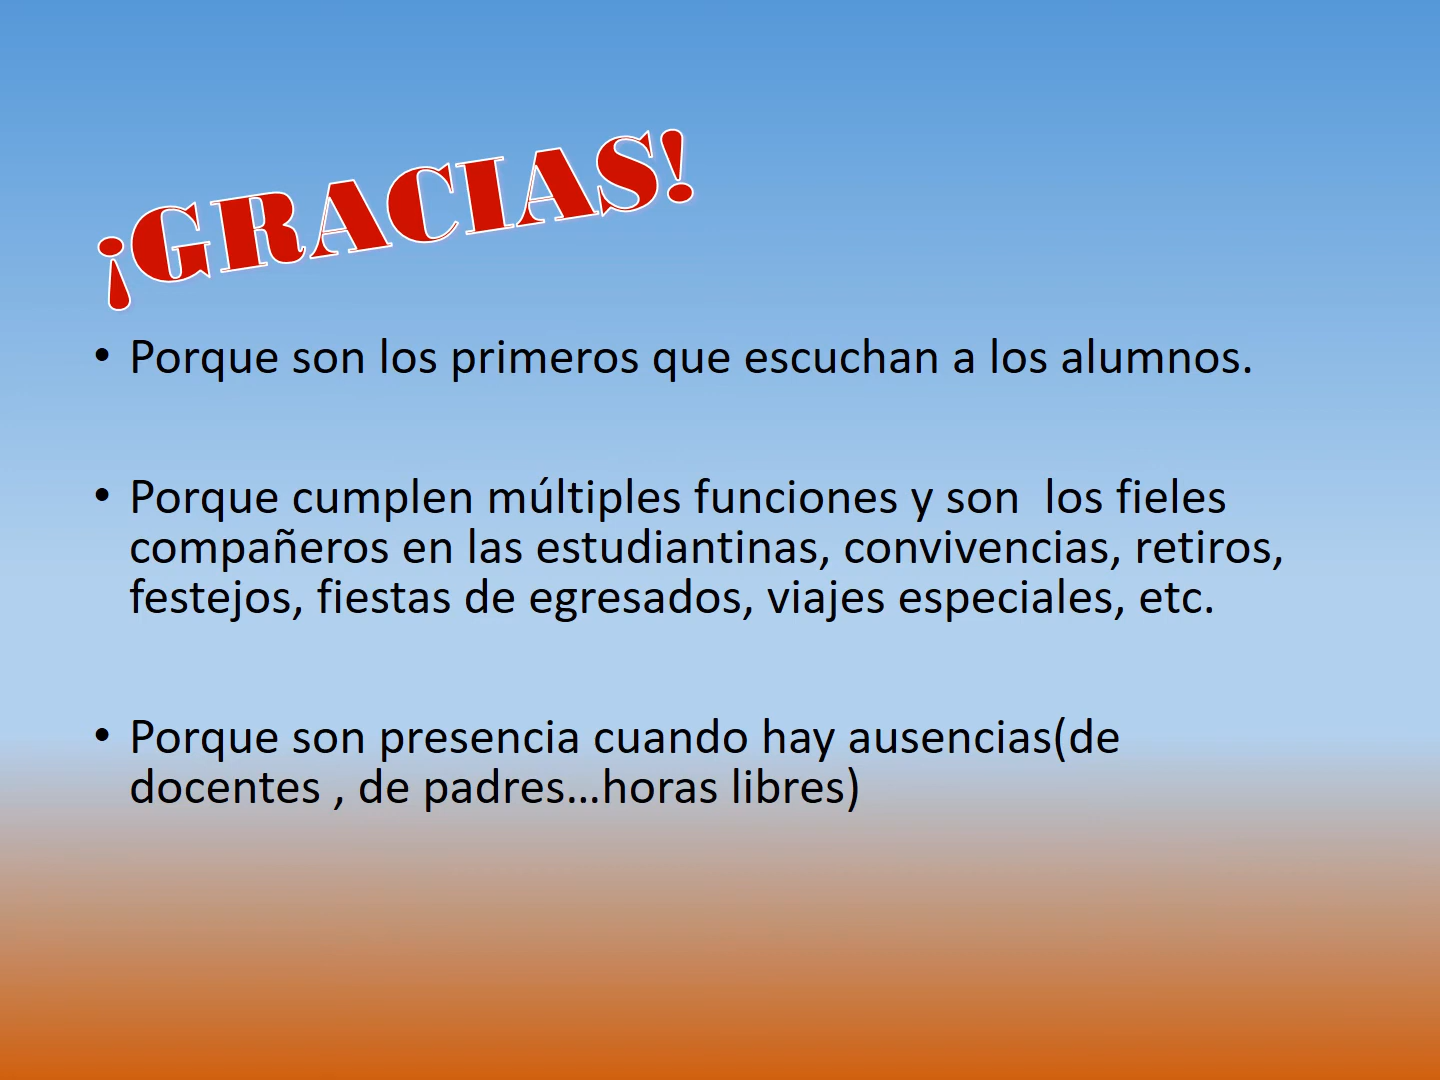 ¡GRACIAS!
• Porque son los primeros que escuchan a los alumnos.
• Porque cumplen múltiples funciones y son  los fieles
compañeros en las estudiantinas, convivencias, retiros,
festejos, fiestas de egresados, viajes especiales, etc.
• Porque son presencia cuando hay ausencias(de
docentes , de padres…horas libres)